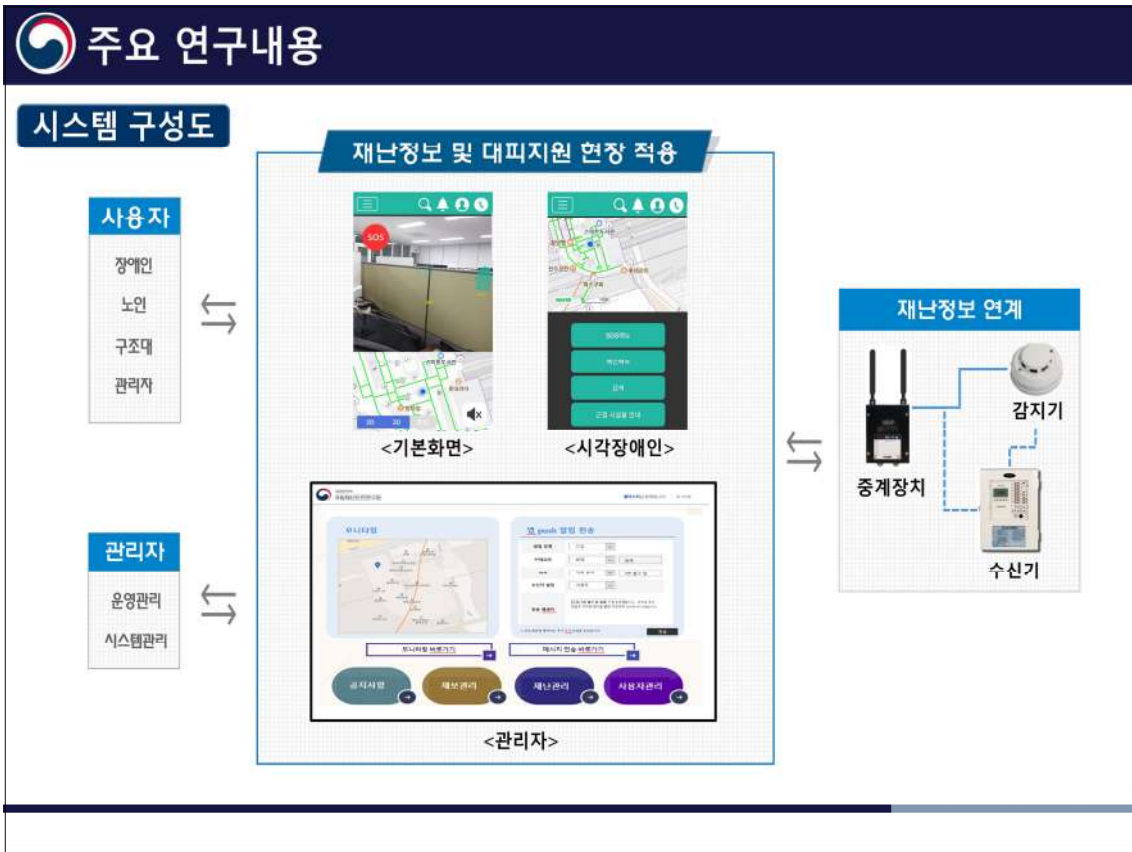 주요 연구내용
시스템 구성도
재난정보 및 대피지원 현장 적용
사용자
장애인
노인
구조대
관리자
SOS
<기본화면>
<시각장애인>
재난정보 연계
감지기
중계장치
수신기
관리자
운영관리
시스템관리
모니터링
앱 push 알림 전송
모니터링 바로가기
메시지 전송 바로가기
공지사항
제보관리
재난관리
사용자관리
<관리자>